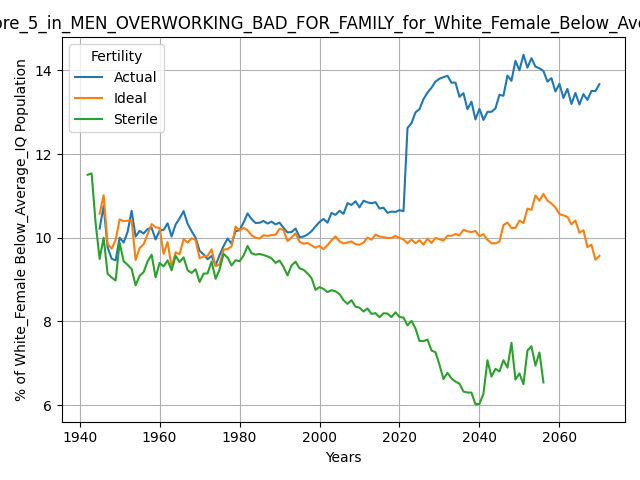 ore_5_in_MEN_OVERWORKING_BAD_FOR_FAMILY_for_White_Female_Below_Ave
Fertility
Actual
Ideal
Sterile
% of White_Female Below_Average_IQ Population
14
12
10
8
6
1940
1960
1980
2000
2020
2040
2060
Years